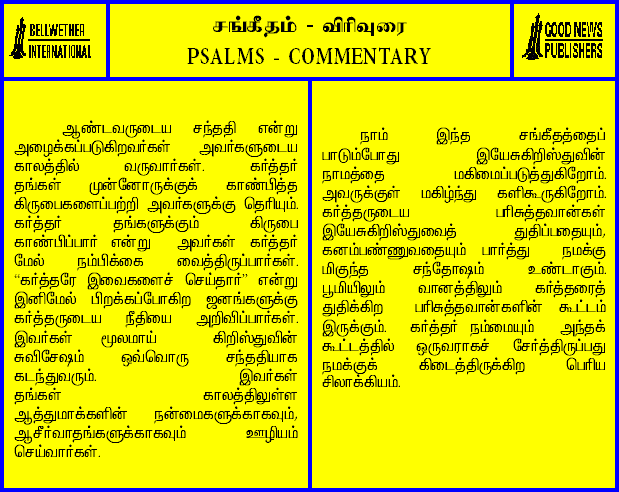 BELLWETHER
INTERNATIONAL
சங்கீதம் - விரிவுரை
PSALMS - COMMENTARY
GOOD NEWS
PUBLISHERS
ஆண்டவருடைய சந்ததி என்று
அழைக்கப்படுகிறவர்கள் அவர்களுடைய
காலத்தில் வருவார்கள். கர்த்தர்
தங்கள் முன்னோருக்குக் காண்பித்த
கிருபைகளைப்பற்றி அவர்களுக்கு தெரியும்.
கர்த்தர் தங்களுக்கும் கிருபை
காண்பிப்பார் என்று அவர்கள் கர்த்தர்
மேல் நம்பிக்கை வைத்திருப்பார்கள்.
“கர்த்தரே இவைகளைச் செய்தார்” என்று
இனிமேல் பிறக்கப்போகிற ஜனங்களுக்கு
கர்த்தருடைய நீதியை அறிவிப்பார்கள்.
இவர்கள் மூலமாய் கிறிஸ்துவின்
சுவிசேஷம் ஒவ்வொரு சந்ததியாக
கடந்துவரும். இவர்கள்
தங்கள் காலத்திலுள்ள
ஆத்துமாக்களின் நன்மைகளுக்காகவும்,
ஆசீர்வாதங்களுக்காகவும் ஊழியம்
செய்வார்கள்.
நாம் இந்த சங்கீதத்தைப்
பாடும்போது இயேசுகிறிஸ்துவின்
நாமத்தை மகிமைப்படுத்துகிறோம்.
அவருக்குள் மகிழ்ந்து களிகூருகிறோம்.
கர்த்தருடைய பரிசுத்தவான்கள்
இயேசுகிறிஸ்துவைத் துதிப்பதையும்,
கனம்பண்ணுவதையும் பார்த்து நமக்கு
மிகுந்த சந்தோஷம் உண்டாகும்.
பூமியிலும் வானத்திலும் கர்த்தரைத்
துதிக்கிற பரிசுத்தவான்களின் கூட்டம்
இருக்கும். கர்த்தர் நம்மையும் அந்தக்
கூட்டத்தில் ஒருவராகச் சேர்த்திருப்பது
நமக்குக் கிடைத்திருக்கிற பெரிய
சிலாக்கியம்.